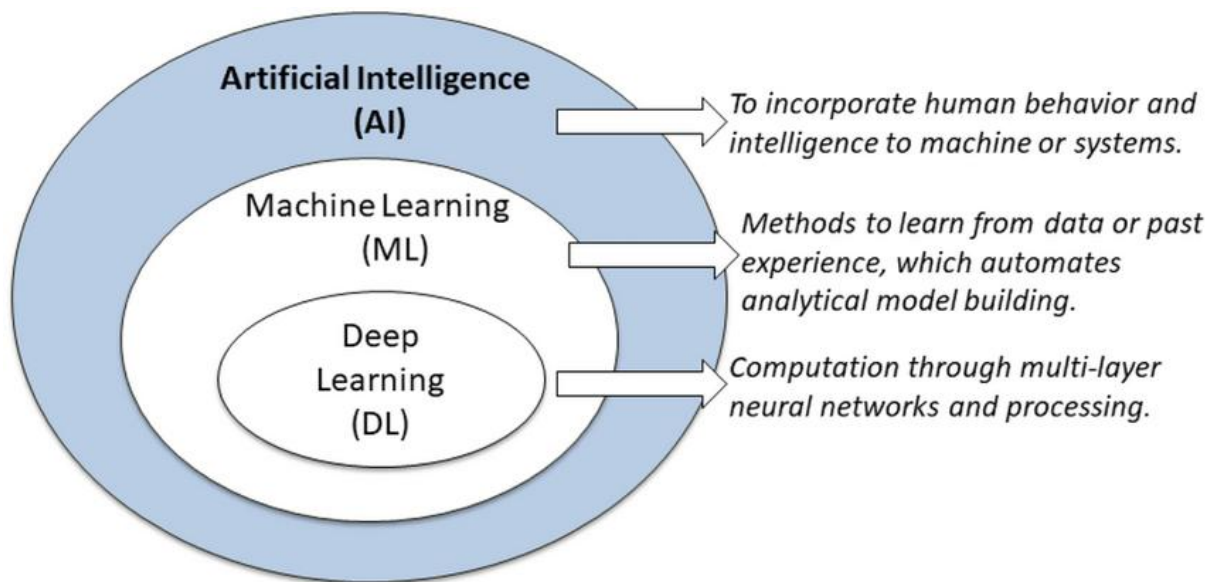 Artificial Intelligence
(AI)
To incorporate human behavior and
intelligence to machine or systems.
Machine Learning
(ML)
Methods to learn from data or past
experience, which automates
analytical model building.
Deep
Learning
(DL)
Computation through multi-layer
neural networks and processing.